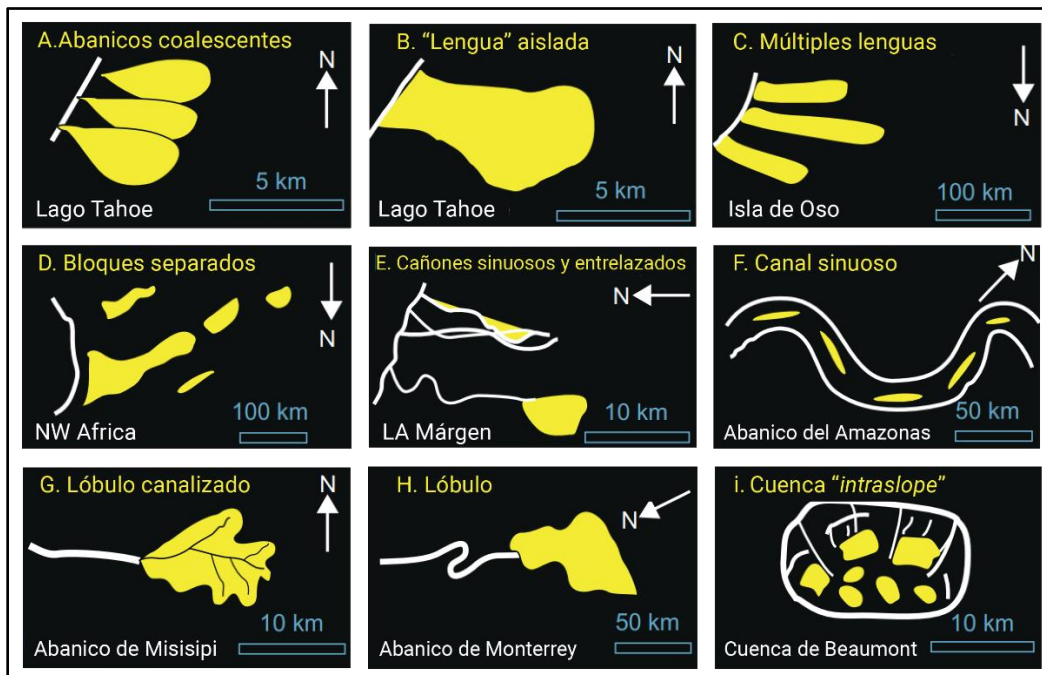 A.Abanicos coalescentes
N
5 km
Lago Tahoe
B. “Lengua” aislada
N
5 km
Lago Tahoe
C. Múltiples lenguas
N
100 km
Isla de Oso
D. Bloques separados
N
100 km
NW Africa
E. Cañones sinuosos y entrelazados
N
10 km
LA Márgen
F. Canal sinuoso
N
50 km
Abanico del Amazonas
G. Lóbulo canalizado
N
10 km
Abanico de Misisipi
H. Lóbulo
N
50 km
Abanico de Monterrey
i. Cuenca “intraslope”
10 km
Cuenca de Beaumont